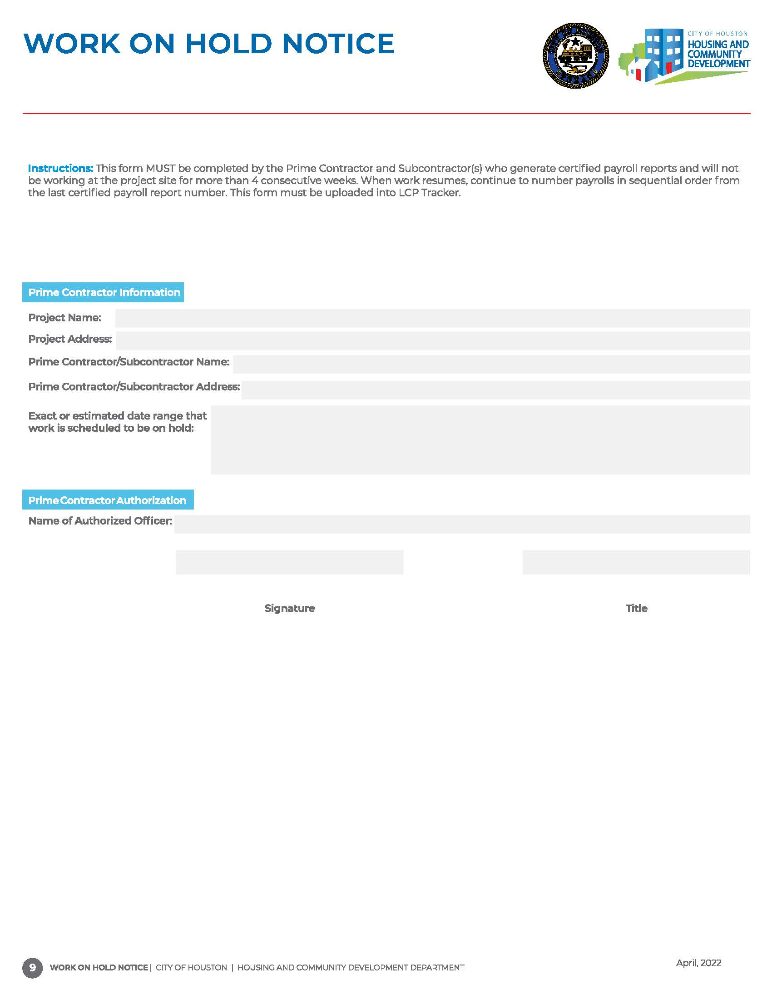 WORK ON HOLD NOTICE
CITY OF HOUSTON
HOUSING AND
COMMUNITY
DEVELOPMENT
Instructions: This form MUST be completed by the Prime Contractor and Subcontractor(s) who generate certified payroll reports and will not
be working at the project site for more than 4 consecutive weeks. When work resumes, continue to number payrolls in sequential order from
the last certified payroll report number. This form must be uploaded into LCP Tracker.
Prime Contractor Information
Project Name:
Project Address:
Prime Contractor/Subcontractor Name:
Prime Contractor/Subcontractor Address:
Exact or estimated date range that
work is scheduled to be on hold:
Prime Contractor Authorization
Name of Authorized Officer:
Signature Title
9 WORK ON HOLD NOTICE | CITY OF HOUSTON | HOUSING AND COMMUNITY DEVELOPMENT DEPARTMENT
April, 2022